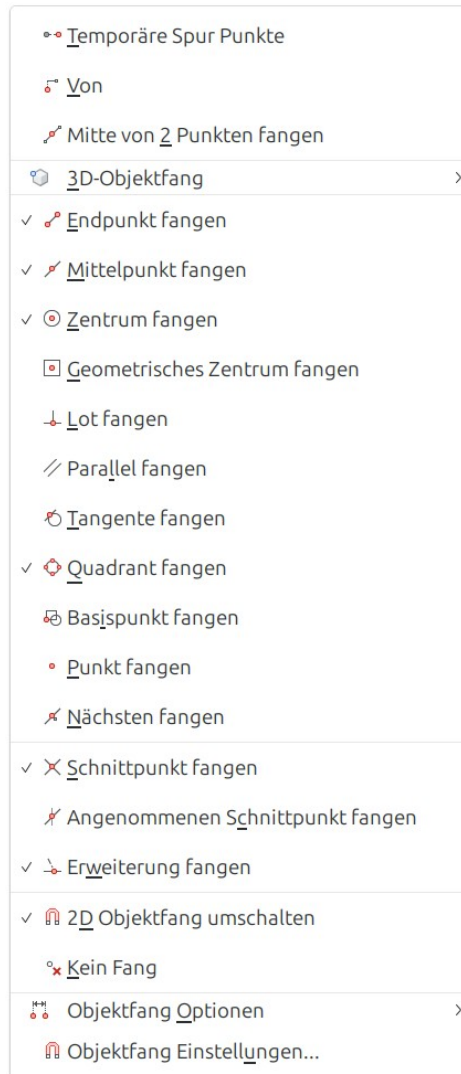 Temporäre Spur Punkte
Von
Mitte von 2 Punkten fangen
3D-Objektfang
Endpunkt fangen
Mittelpunkt fangen
Zentrum fangen
Geometrisches Zentrum fangen
Lot fangen
Parallel fangen
Tangente fangen
Quadrant fangen
Basispunkt fangen
Punkt fangen
Nächsten fangen
Schnittpunkt fangen
Angenommenen Schnittpunkt fangen
Erweiterung fangen
2D Objektfang umschalten
Kein Fang
Objektfang Optionen
Objektfang Einstellungen...